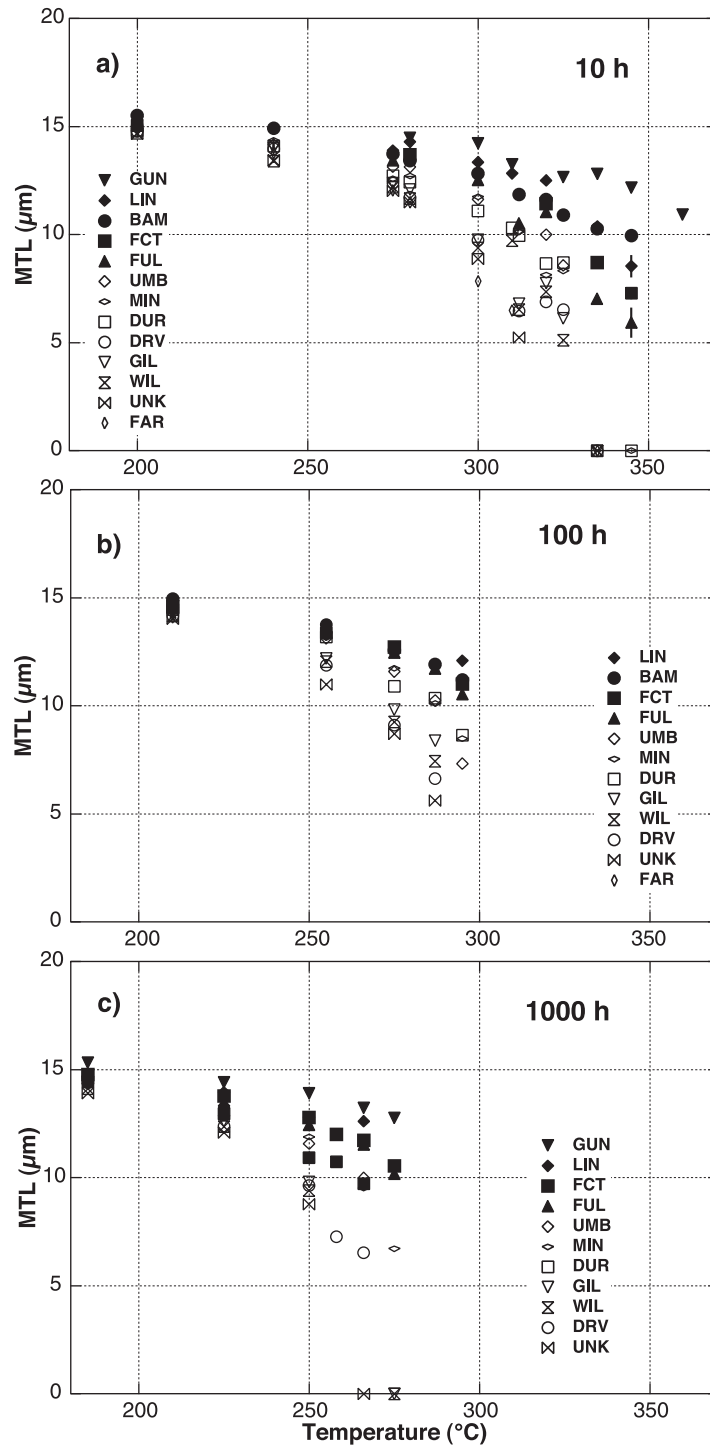 20
a)
10 h
15
GUN
LIN
BAM
FCT
FUL
UMB
MIN
DUR
DRV
GIL
WIL
UNK
FAR
MTL (µm)
10
5
0
200
250
300
350
20
b)
100 h
15
LIN
BAM
FCT
FUL
UMB
MIN
DUR
GIL
WIL
DRV
UNK
FAR
MTL (µm)
10
5
0
200
250
300
350
20
c)
1000 h
15
GUN
LIN
FCT
FUL
UMB
MIN
DUR
GIL
WIL
DRV
UNK
MTL (µm)
10
5
0
200
250
300
350
Temperature (°C)